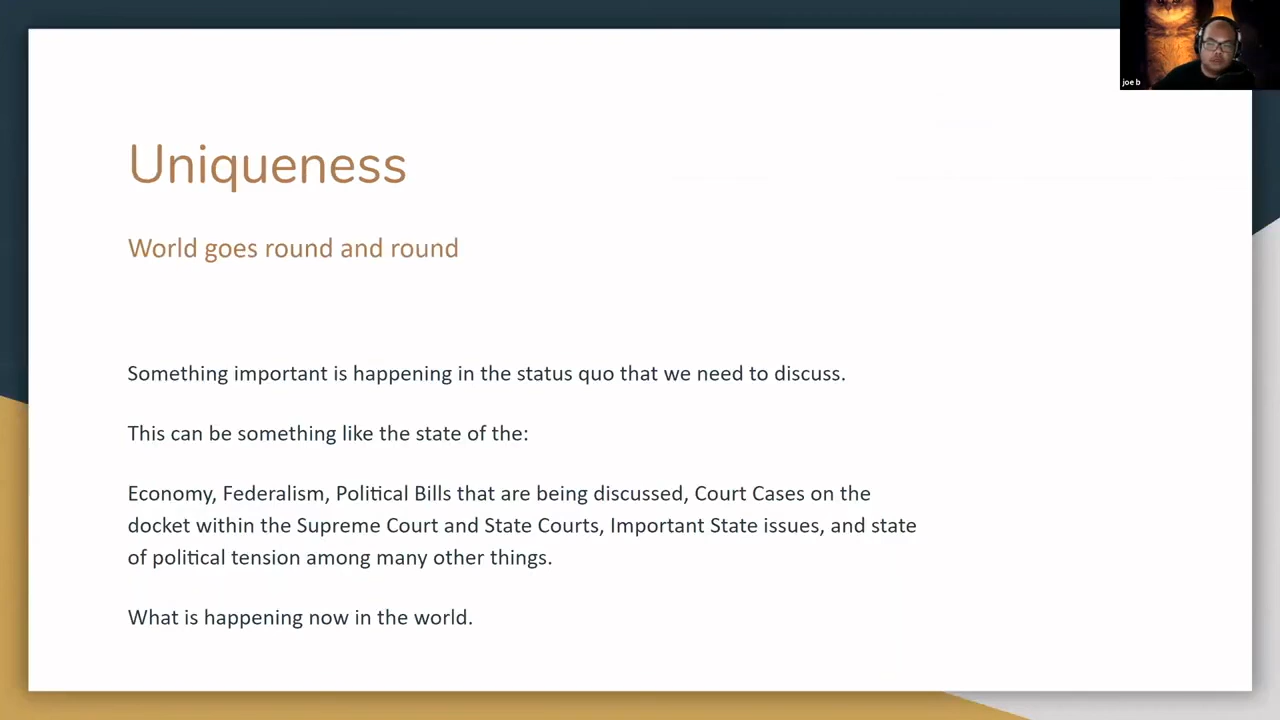 joe b
Uniqueness
World goes round and round
Something important is happening in the status quo that we need to discuss.
This can be something like the state of the:
Economy, Federalism, Political Bills that are being discussed, Court Cases on the
docket within the Supreme Court and State Courts, Important State issues, and state
of political tension among many other things.
What is happening now in the world.